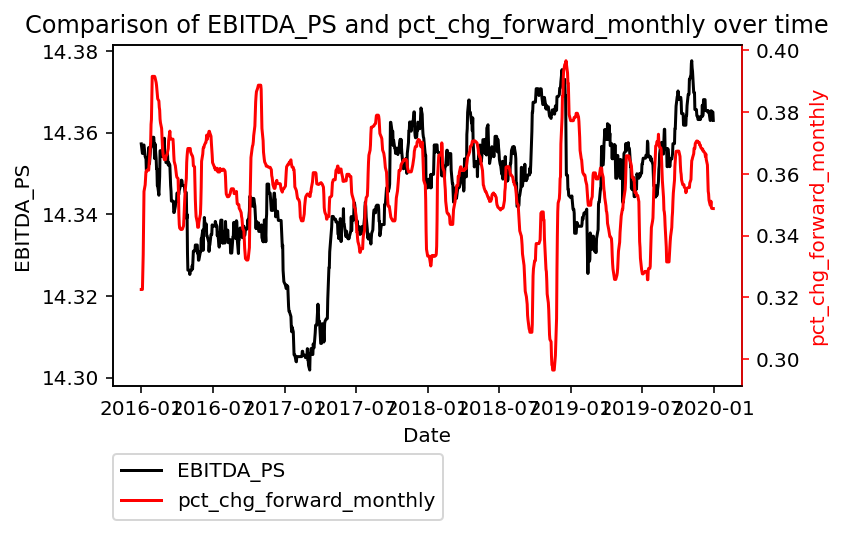 Comparison of EBITDA_PS and pct_chg_forward_monthly over time
14.38
14.36
14.34
14.32
14.30
EBITDA_PS
0.40
0.38
0.36
0.34
0.32
0.30
pct_chg_forward_monthly
2016-01 2016-07 2017-01 2017-07 2018-01 2018-07 2019-01 2019-07 2020-01
Date
EBITDA_PS
pct_chg_forward_monthly